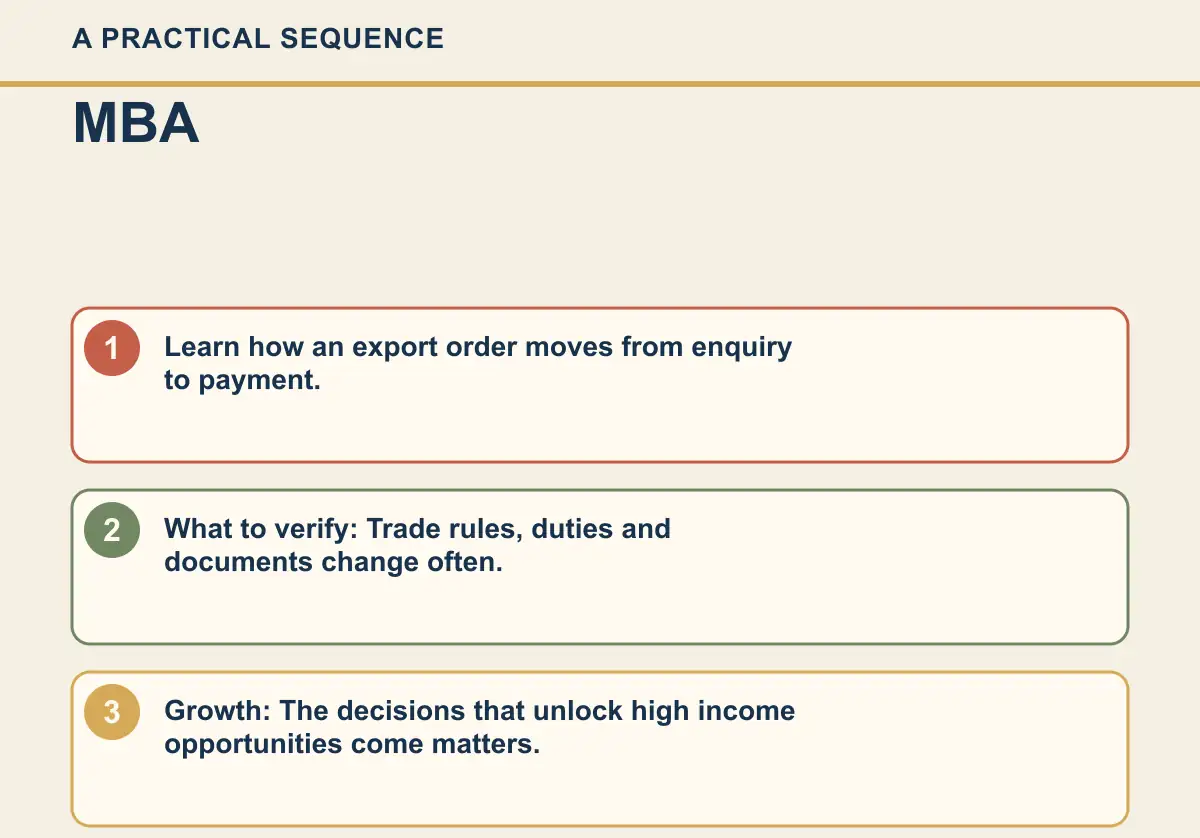 A PRACTICAL SEQUENCE
MBA
1
Learn how an export order moves from enquiry
to payment.
2
What to verify: Trade rules, duties and
documents change often.
3
Growth: The decisions that unlock high income
opportunities come matters.